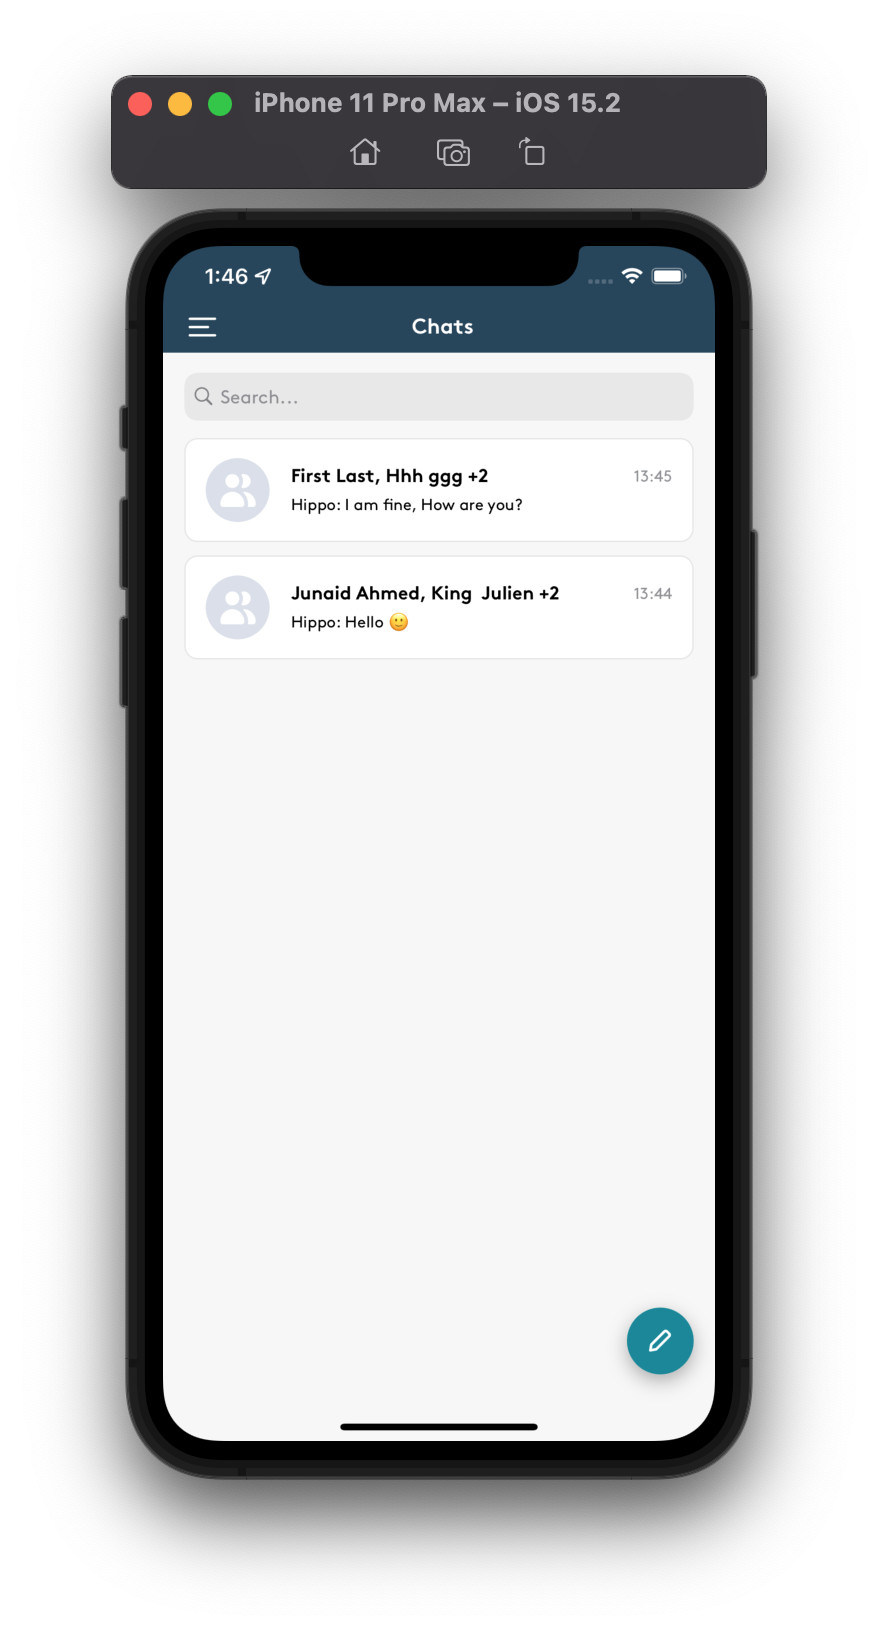 iPhone 11 Pro Max – iOS 15.2
1:46
Chats
Search...
First Last, Hhh ggg +2
13:45
Hippo: I am fine, How are you?
Junaid Ahmed, King  Julien +2
13:44
Hippo: Hello 🙂